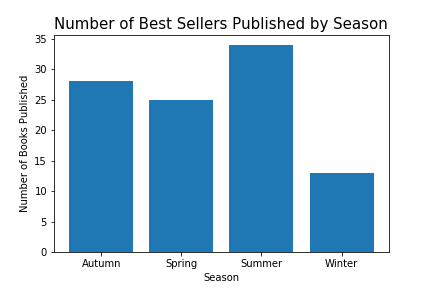 Number of Best Sellers Published by Season
Number of Books Published
35
30
25
20
15
10
5
0
Autumn Spring Summer Winter
Season